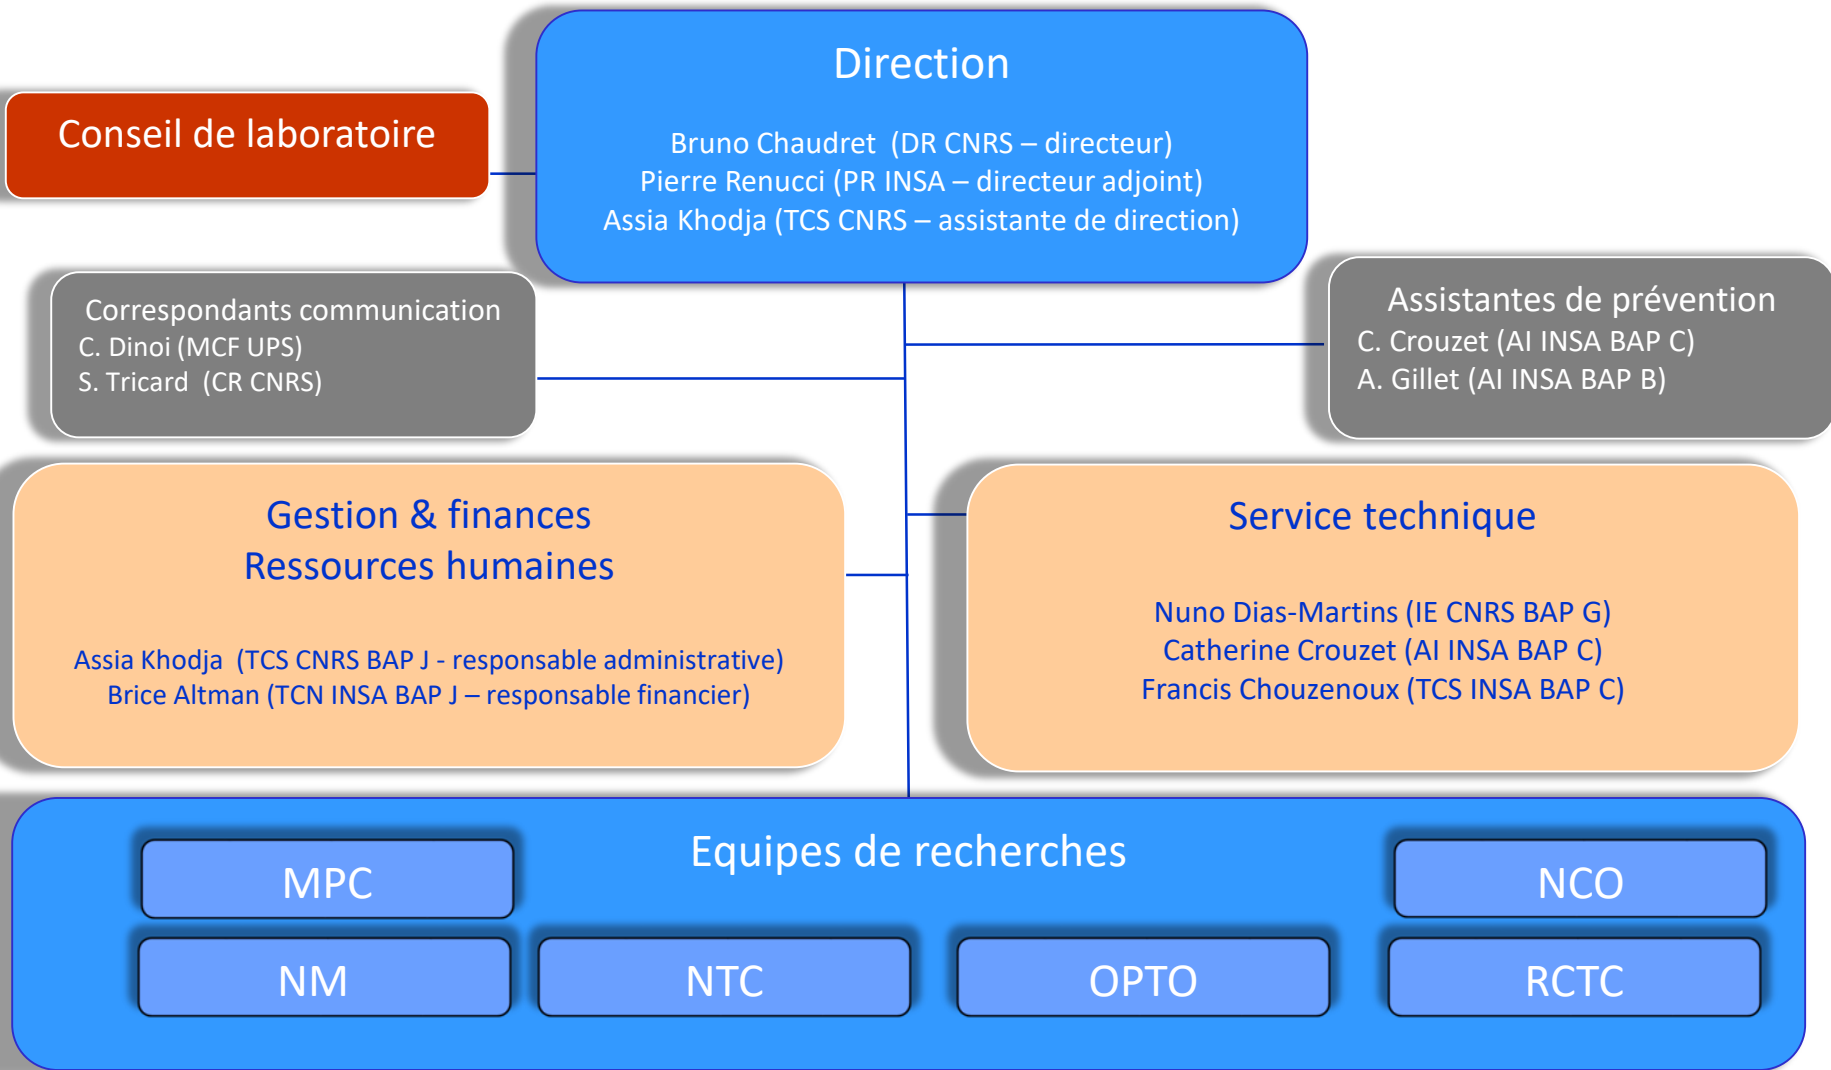 Direction
Bruno Chaudret (DR CNRS – directeur)
Pierre Renucci (PR INSA – directeur adjoint)
Assia Khodja (TCS CNRS – assistante de direction)
Conseil de laboratoire
Correspondants communication
C. Dinoi (MCF UPS)
S. Tricard (CR CNRS)
Assistantes de prévention
C. Crouzet (AI INSA BAP C)
A. Gillet (AI INSA BAP B)
Gestion & finances
Ressources humaines
Assia Khodja (TCS CNRS BAP J - responsable administrative)
Brice Altman (TCN INSA BAP J – responsable financier)
Service technique
Nuno Dias-Martins (IE CNRS BAP G)
Catherine Crouzet (AI INSA BAP C)
Francis Chouzenoux (TCS INSA BAP C)
Equipes de recherches
MPC
NCO
NM
NTC
OPTO
RCTC